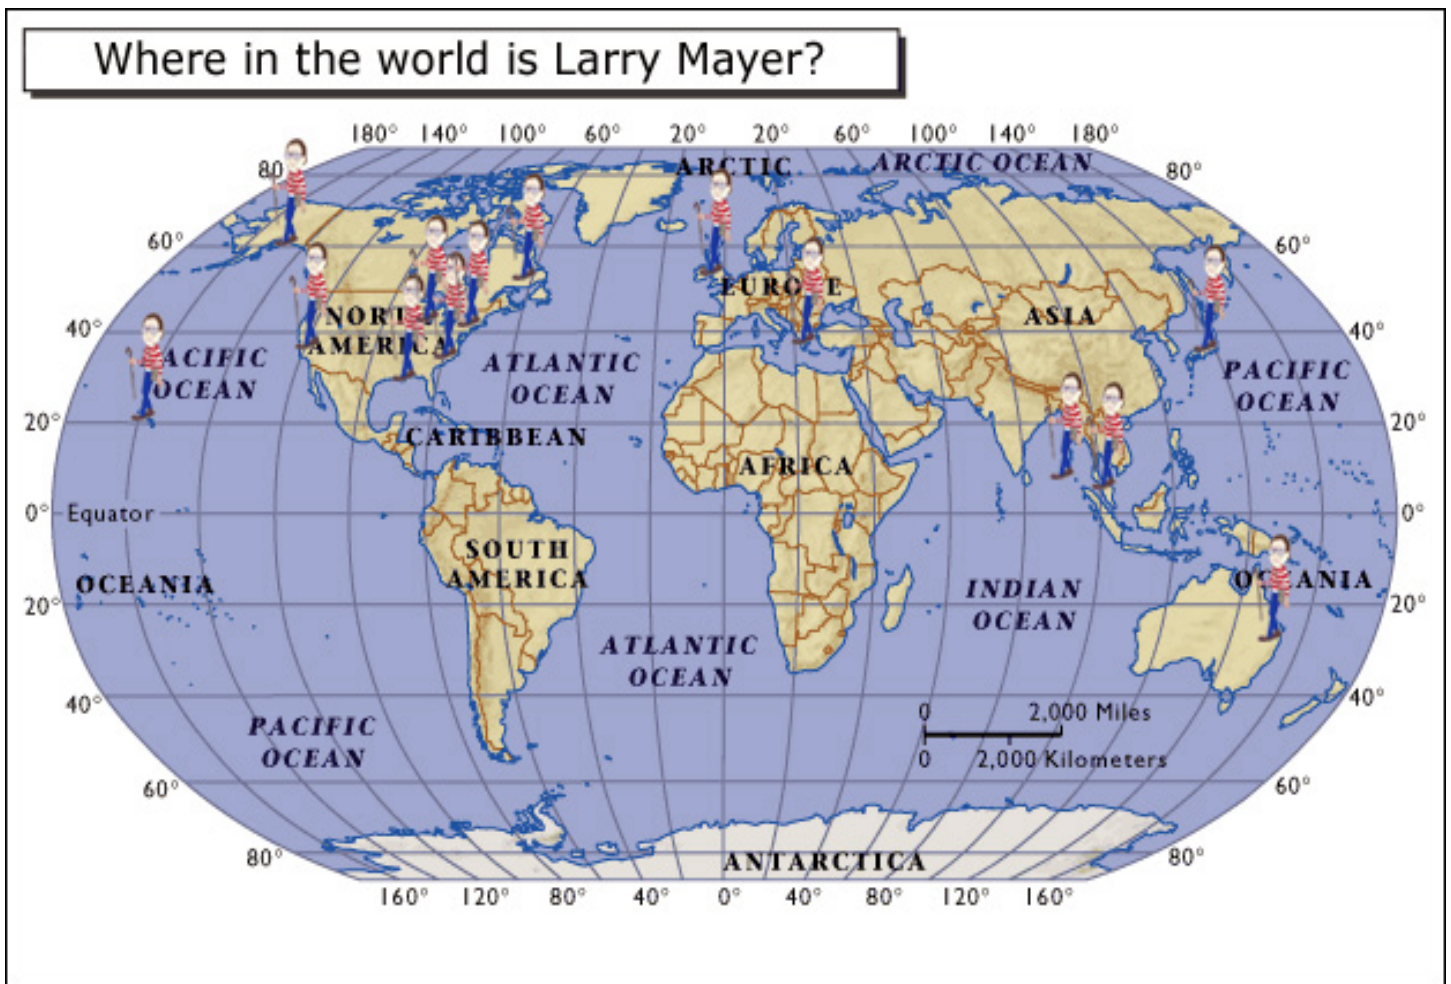 Where in the world is Larry Mayer?
180° 140° 100° 60° 20° 20° 60° 100° 140° 180°
ARCTIC
ARCTIC OCEAN
80
80°
60°
60°
EUROPE
NORTH
AMERICA
ASIA
40°
40°
PACIFIC
OCEAN
ATLANTIC
OCEAN
PACIFIC
OCEAN
20°
20°
CARIBBEAN
AFRICA
0° Equator
0°
SOUTH
AMERICA
OCEANIA
INDIAN
OCEAN
OCEANIA
20°
20°
ATLANTIC
OCEAN
40°
40°
PACIFIC
OCEAN
0 2,000 Miles
0 2,000 Kilometers
60°
60°
80°
ANTARCTICA
80°
160° 120° 80° 40° 0° 40° 80° 120° 160°